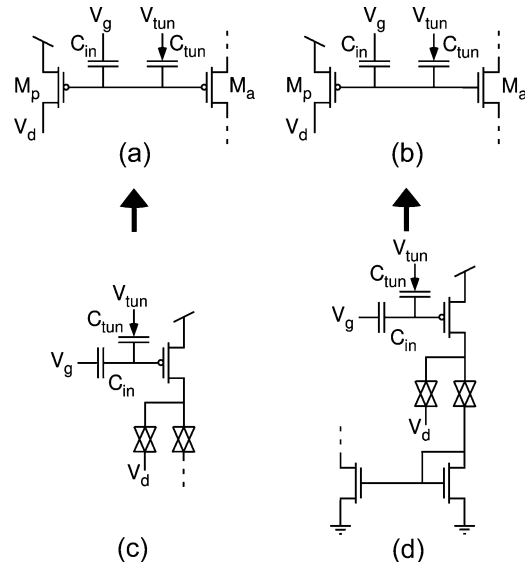 V_g V_tun V_g V_tun
C_in C_tun C_in C_tun
M_p M_a M_p M_a
V_d V_d
(a) (b)
V_tun
C_tun
V_g
C_in
V_d
(c)
V_tun
C_tun
V_g
C_in
V_d
(d)